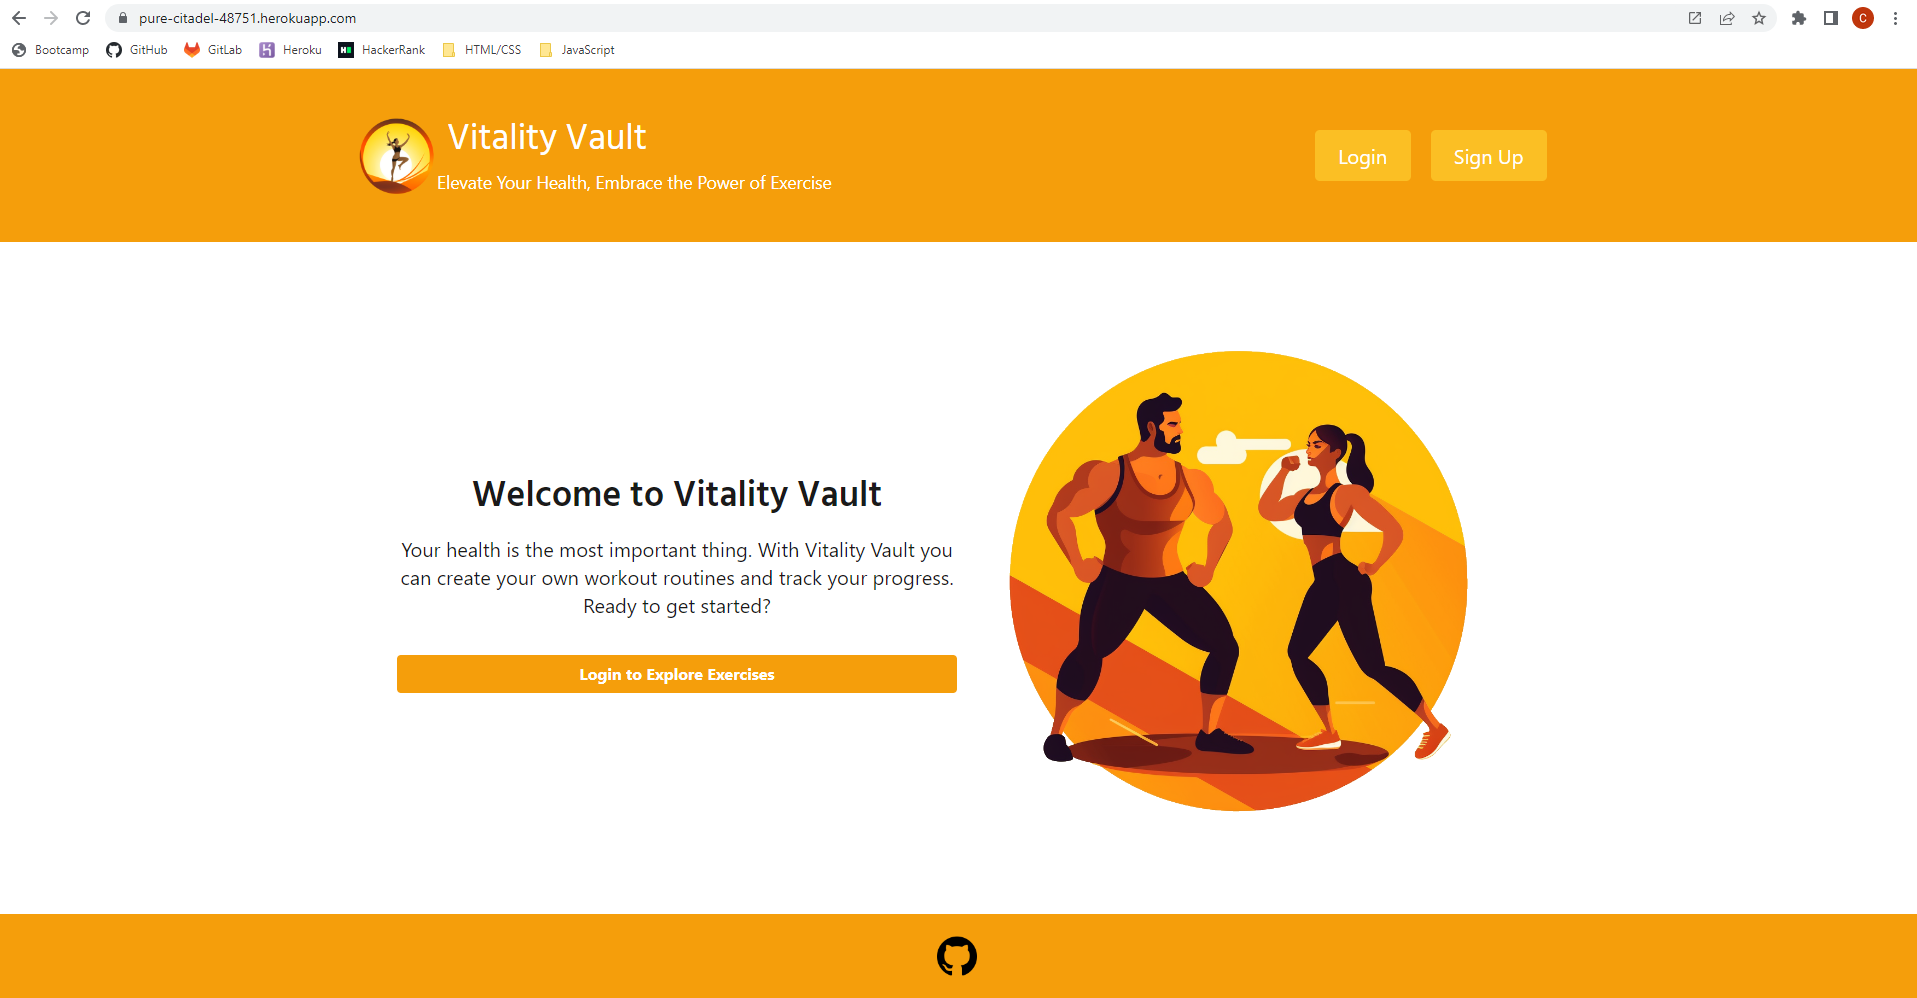 pure-citadel-48751.herokuapp.com
C
Bootcamp GitHub GitLab Heroku HackerRank HTML/CSS JavaScript
Vitality Vault
Elevate Your Health, Embrace the Power of Exercise
Login Sign Up
Welcome to Vitality Vault
Your health is the most important thing. With Vitality Vault you
can create your own workout routines and track your progress.
Ready to get started?
Login to Explore Exercises